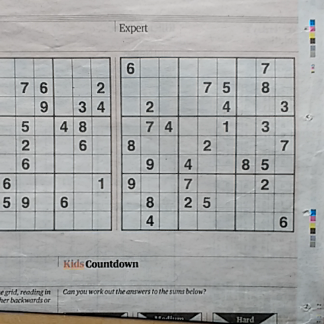 Expert
7 6 2
9 3 4
5 4 8
2 6
6
6 1
5 9 6
6 7
7 5 8
2 4 3
7 4 1 3
8 2 7
9 4 8 5
9 7 2
8 2 5
4 6
Kids Countdown
e grid, reading in
her backwards or
Can you work out the answers to the sums below?
Medium Hard